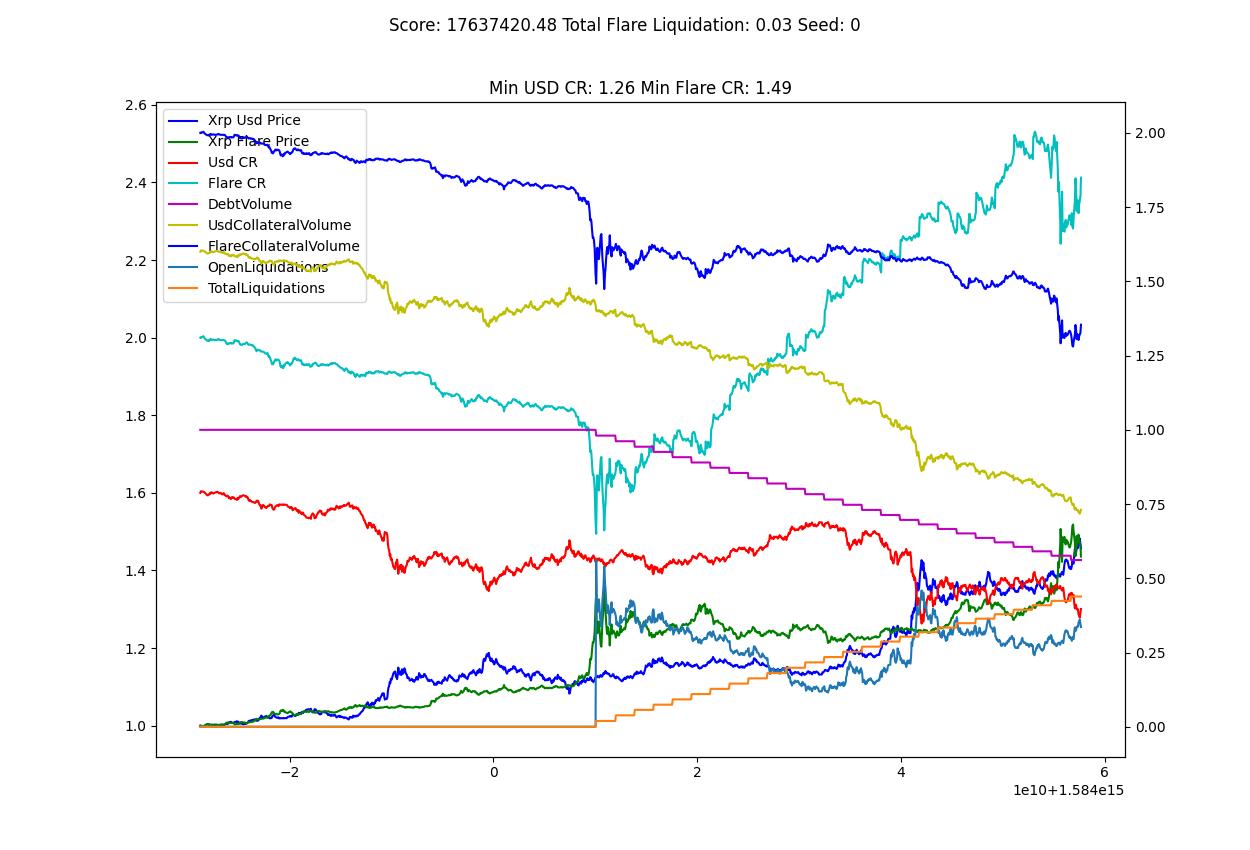 Score: 17637420.48 Total Flare Liquidation: 0.03 Seed: 0
Min USD CR: 1.26 Min Flare CR: 1.49
Xrp Usd Price
Xrp Flare Price
Usd CR
Flare CR
DebtVolume
UsdCollateralVolume
FlareCollateralVolume
OpenLiquidations
TotalLiquidations
2.6
2.4
2.2
2.0
1.8
1.6
1.4
1.2
1.0
2.00
1.75
1.50
1.25
1.00
0.75
0.50
0.25
0.00
−2 0 2 4 6
1e10+1.584e15